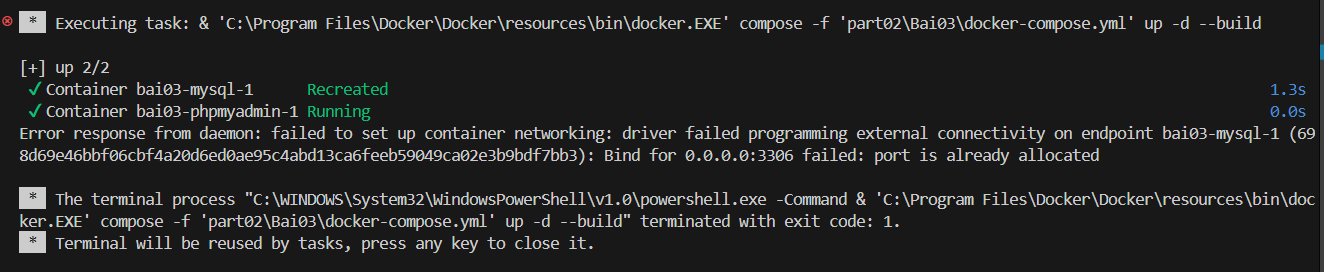 * Executing task: & 'C:\Program Files\Docker\Docker\resources\bin\docker.EXE' compose -f 'part02\Bai03\docker-compose.yml' up -d --build
[+] up 2/2
✔ Container bai03-mysql-1 Recreated 1.3s
✔ Container bai03-phpmyadmin-1 Running 0.0s
Error response from daemon: failed to set up container networking: driver failed programming external connectivity on endpoint bai03-mysql-1 (69
8d69e46bbf06cbf4a20d6ed0ae95c4abd13ca6feeb59049ca02e3b9bdf7bb3): Bind for 0.0.0.0:3306 failed: port is already allocated
* The terminal process "C:\WINDOWS\System32\WindowsPowerShell\v1.0\powershell.exe -Command & 'C:\Program Files\Docker\Docker\resources\bin\doc
ker.EXE' compose -f 'part02\Bai03\docker-compose.yml' up -d --build" terminated with exit code: 1.
* Terminal will be reused by tasks, press any key to close it.